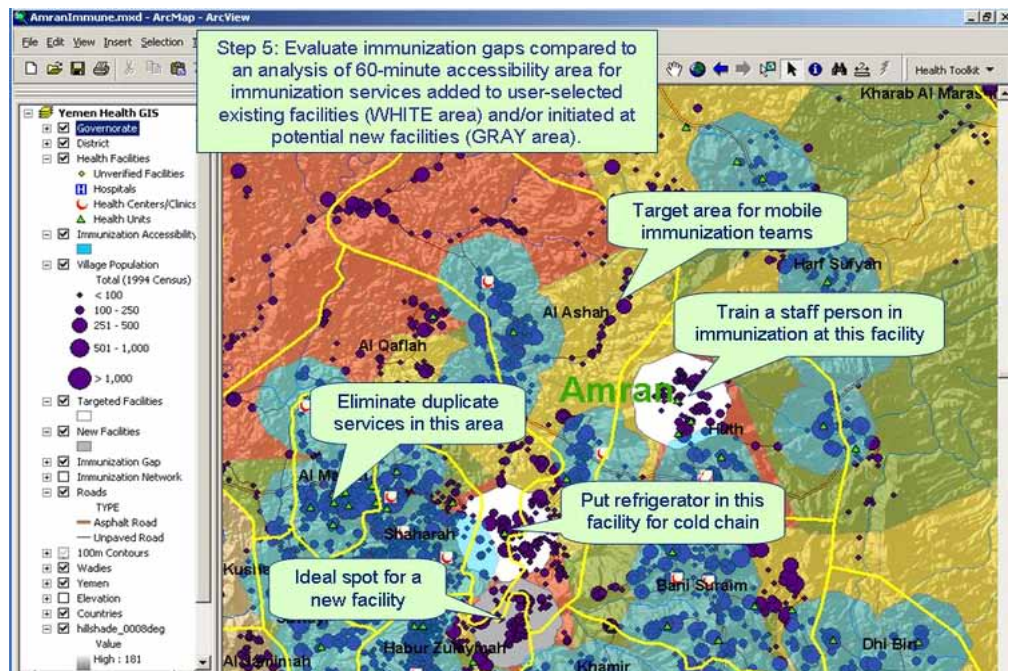 AmranImmune.mxd - ArcMap - ArcView
File Edit View Insert Selection
Health Toolkit
Step 5: Evaluate immunization gaps compared to
an analysis of 60-minute accessibility area for
immunization services added to user-selected
existing facilities (WHITE area) and/or initiated at
potential new facilities (GRAY area).
Yemen Health GIS
Governorate
District
Health Facilities
Unverified Facilities
H Hospitals
Health Centers/Clinics
Health Units
Immunization Accessibility
Village Population
Total (1994 Census)
< 100
100 - 250
251 - 500
501 - 1,000
> 1,000
Targeted Facilities
New Facilities
Immunization Gap
Immunization Network
Roads
TYPE
Asphalt Road
Unpaved Road
100m Contours
Wadies
Yemen
Elevation
Countries
hillshade_0008deg
Value
High : 181
Kharab Al Marashi
Target area for mobile
immunization teams
Harf Sufyan
Al Ashah
Train a staff person in
immunization at this facility
Al Qaflah
Amran
Eliminate duplicate
services in this area
Huth
Put refrigerator in this
facility for cold chain
Shaharah
Ideal spot for a
new facility
Bani Suraim
Habur Zulaymah
Khamir
Dhi Bin